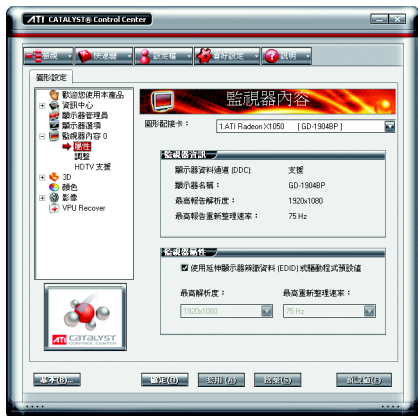 ATI CATALYST® Control Center
檢視 快速鍵 設定檔 喜好設定 說明
圖形設定
歡迎您使用本產品
資訊中心
顯示器管理員
顯示器選項
監視器內容 0
屬性
調整
HDTV 支援
3D
顏色
影像
VPU Recover
ATI CATALYST
CONTROL CENTER
監視器內容
圖形配接卡：
1.ATI Radeon X1050 [ GD-1904BP ]
監視器資訊
顯示器資料通道 (DDC): 支援
顯示器名稱： GD-1904BP
最高報告解析度： 1920x1080
最高報告重新整理速率： 75 Hz
監視器屬性
使用延伸顯示器辨識資料 (EDID) 或驅動程式預設值
最高解析度： 最高重新整理速率：
1920x1080 75 Hz
基本(B)... 確定(O) 套用(A) 預設值(E)